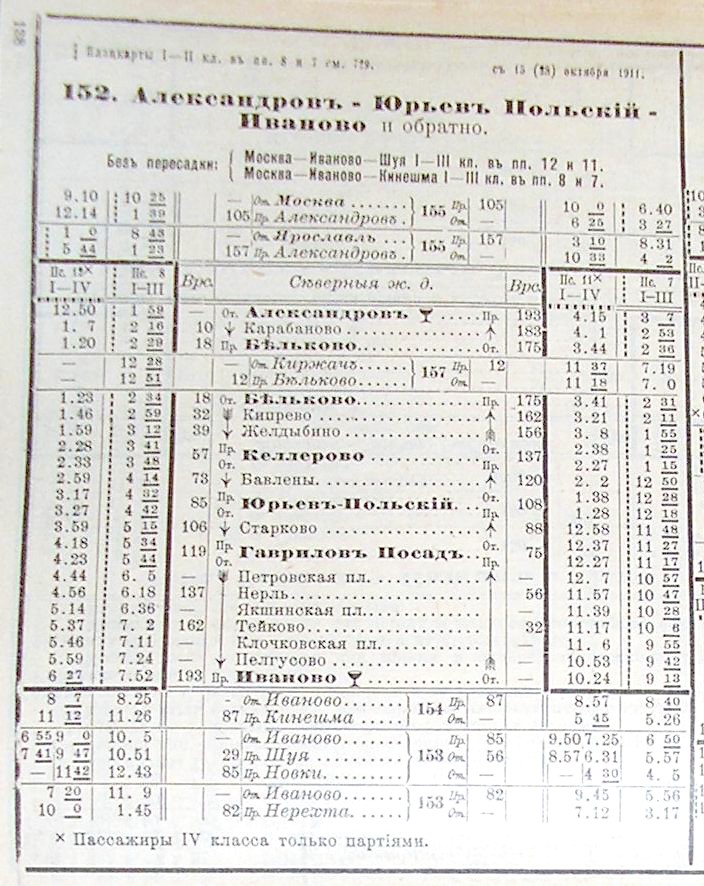 Плацкарты I—II кл. въ пп. 8 и 7 см. 729. съ 15 (28) октября 1911.
152. Александровъ - Юрьевъ Польскій -
Иваново и обратно.
Безъ пересадки: { Москва—Иваново—Шуя I—III кл. въ пп. 12 и 11.
Москва—Иваново—Кинешма I—III кл. въ пп. 8 и 7.
9.10 10 25 — От. Москва ....... 155 Пр. 105 10 0 6.40
12.14 1 39 105 Пр. Александровъ. От. — 6 25 3 27
1 0 8 43 — От. Ярославль ... 155 Пр. 157 3 10 8.31
5 44 1 23 157 Пр. Александровъ. От. — 10 33 4 2
Пс. 12× Пс. 8 Врс. Сѣверныя ж. д. Врс. Пс. 11× Пс. 7
I—IV I—III I—IV I—III
12.50 1 59 — От. Александровъ ..... Пр. 193 4.15 3 7
1. 7 2 16 10 Карабаново 183 4. 1 2 53
1.20 2 29 18 Пр. Бѣльково От. 175 3.44 2 36
— 12 28 — От. Киржачъ 157 Пр. 12 11 37 7.19
— 12 51 12 Пр. Бѣльково От. — 11 18 7. 0
1.23 2 34 18 От. Бѣльково Пр. 175 3.41 2 31
1.46 2 59 32 Кипрево 162 3.21 2 11
1.59 3 12 39 Желдыбино 156 3. 8 1 55
2.28 3 41 57 Пр. Келлерово От. 137 2.38 1 25
2.33 3 48 От. Пр. 2.27 1 15
2.59 4 14 73 Бавлены. 120 2. 2 12 50
3.17 4 32 85 Пр. Юрьевъ-Польскій. От. 108 1.38 12 28
3.27 4 42 От. Пр. 1.28 12 18
3.59 5 15 106 Старково 88 12.58 11 48
4.18 5 34 119 Пр. Гавриловъ Посадъ.. От. 75 12.37 11 27
4.23 5 44 От. Пр. 12.27 11 17
4.44 6. 5 — Петровская пл. — 12. 7 10 57
4.56 6.18 137 Нерль 56 11.57 10 47
5.14 6.36 — Якшинская пл. — 11.39 10 28
5.37 7. 2 162 Тейково 32 11.17 10 6
5.46 7.11 — Клочковская пл. — 11. 6 9 55
5.59 7.24 — Пелгусово — 10.53 9 42
6 27 7.52 193 Пр. Иваново От. — 10.24 9 13
8 7 8.25 - От. Иваново 154 Пр. 87 8.57 8 40
11 12 11.26 87 Пр. Кинешма От. — 5 45 5.26
6 55 9 0 10. 5 — От. Иваново Пр. 85 9.50 7.25 6 50
7 41 9 47 10.51 29 Пр. Шуя 153 От. 56 8.57 6.31 5.57
— 11 42 12.43 85 Пр. Новки. От. — — 4 30 4. 5
7 20 11. 9 — От. Иваново 153 Пр. 82 9.45 5.56
10 0 1.45 82 Пр. Нерехта. От. — 7.12 3.17
× Пассажиры IV класса только партіями.